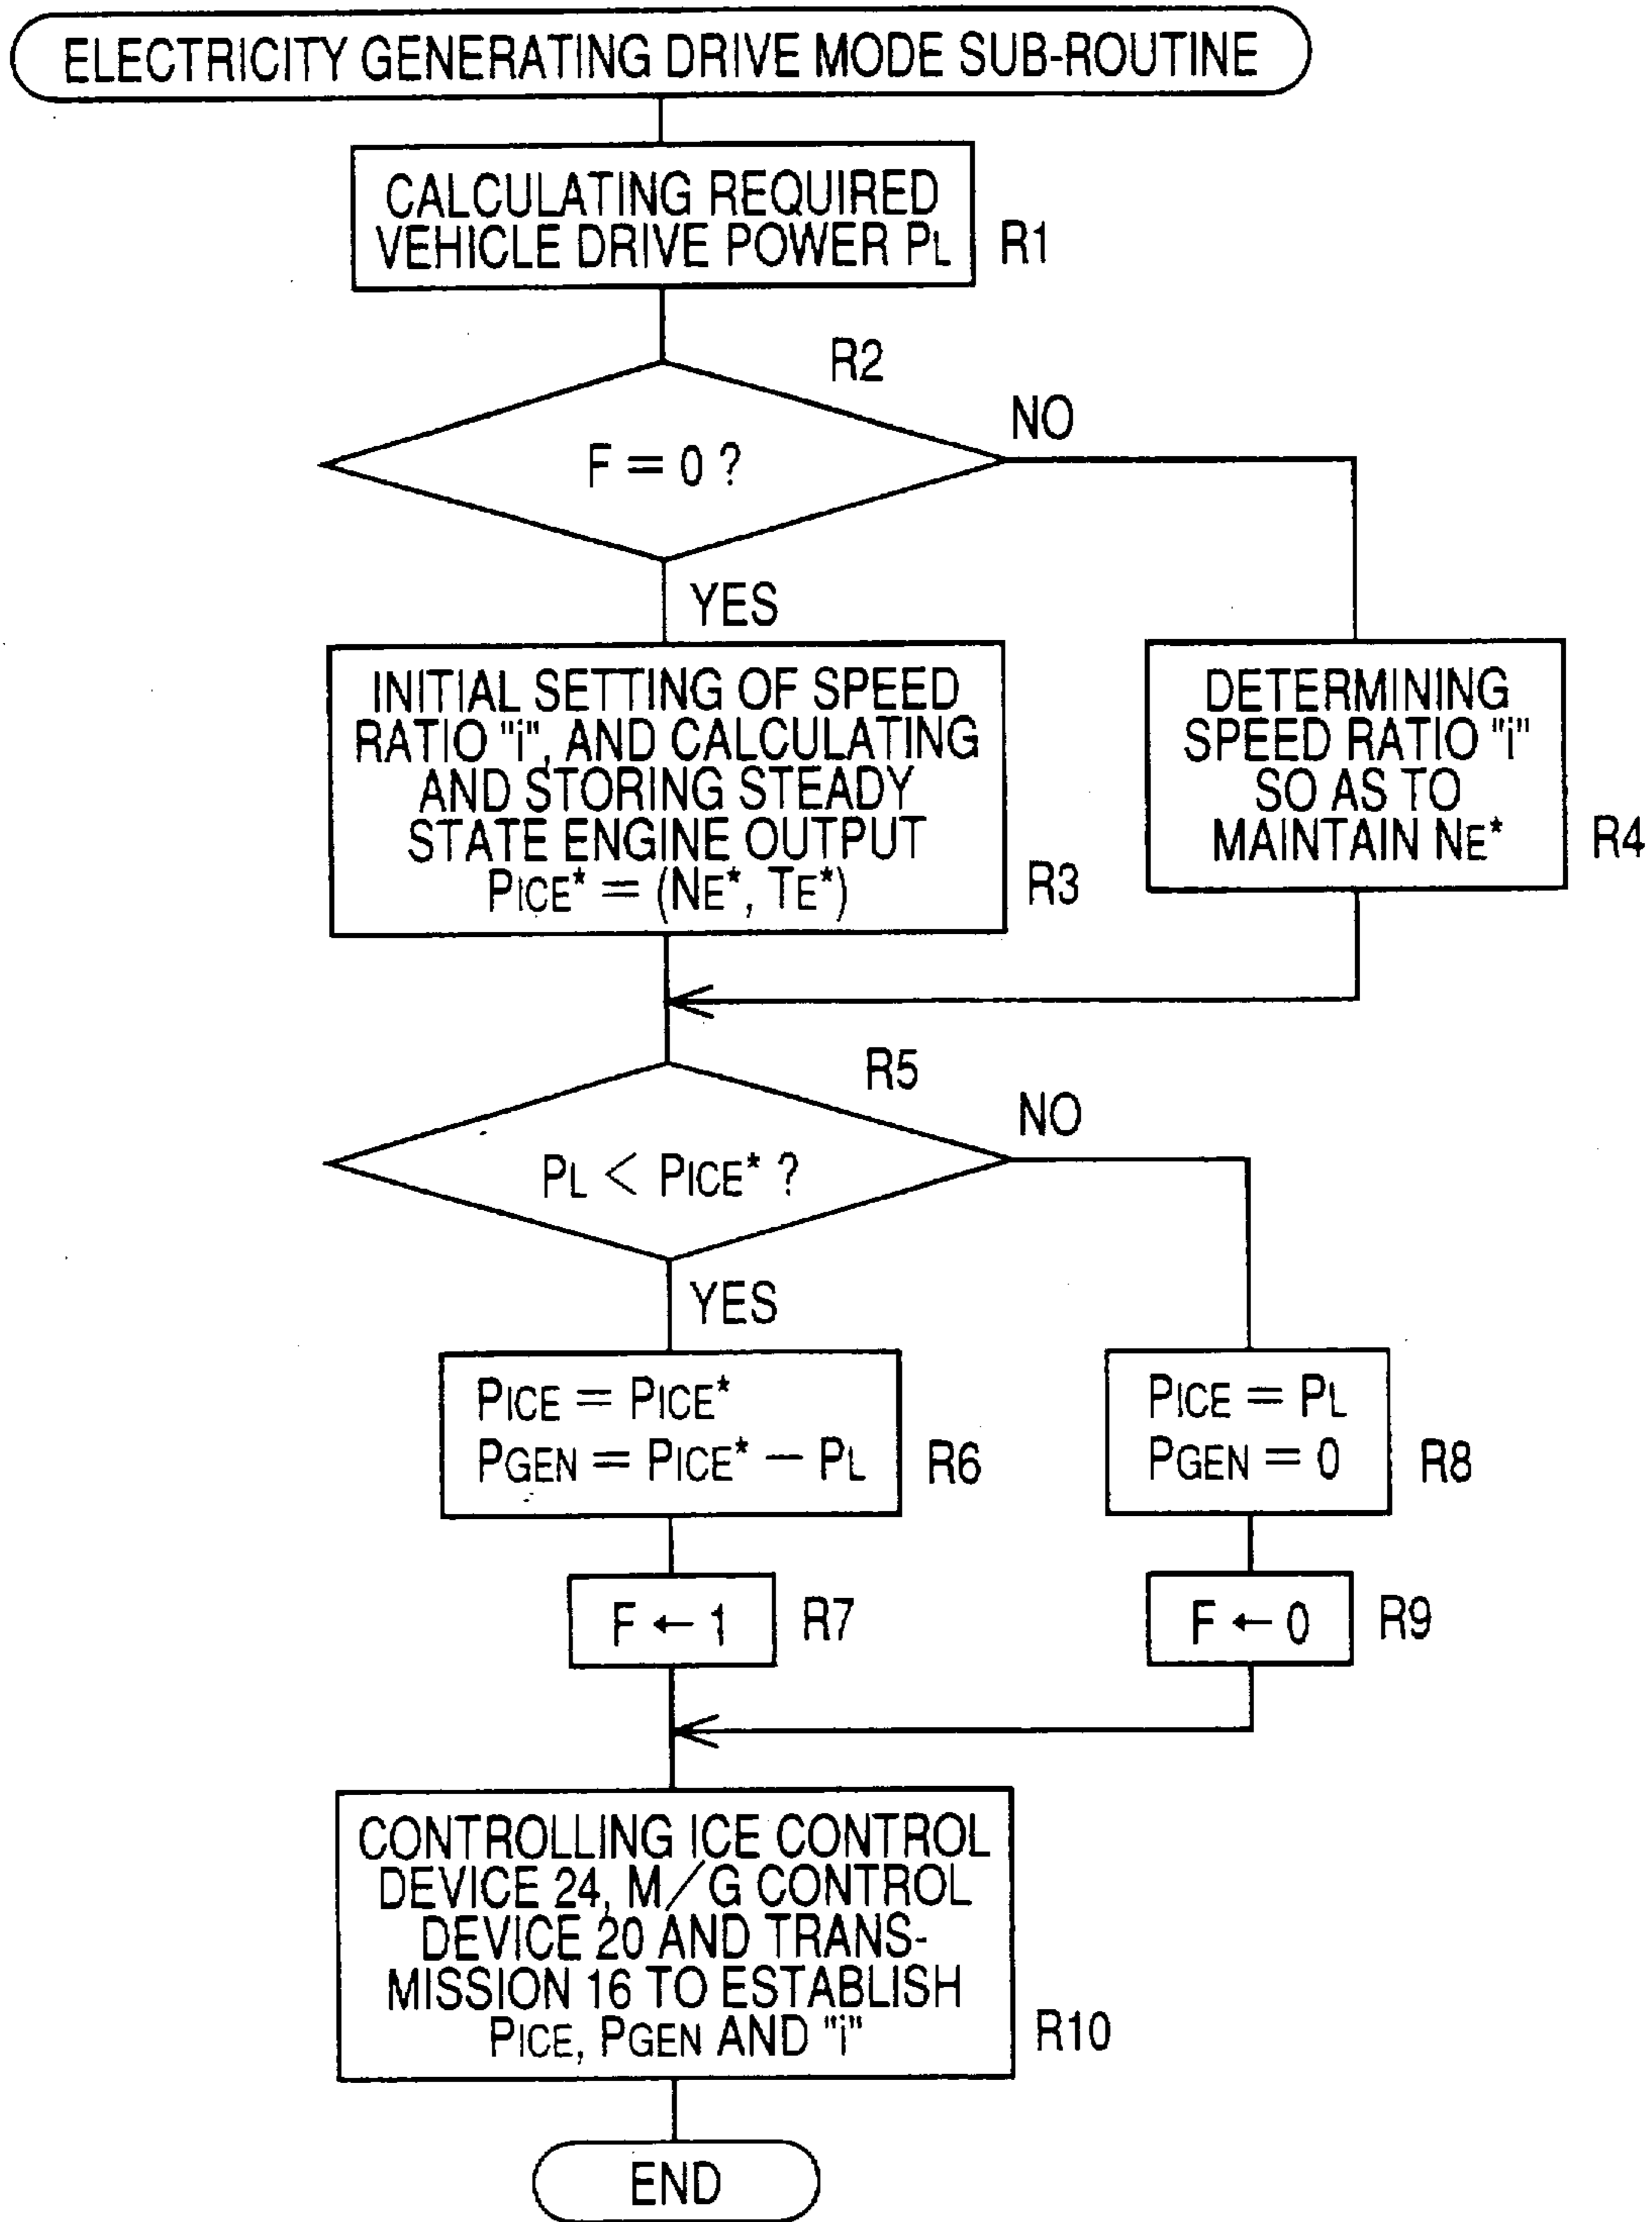 ELECTRICITY GENERATING DRIVE MODE SUB-ROUTINE
CALCULATING REQUIRED
VEHICLE DRIVE POWER PL
R1
R2
F = 0 ?
NO
YES
INITIAL SETTING OF SPEED
RATIO "i", AND CALCULATING
AND STORING STEADY
STATE ENGINE OUTPUT
PICE* = (NE*, TE*)
R3
DETERMINING
SPEED RATIO "i"
SO AS TO
MAINTAIN NE*
R4
R5
PL < PICE* ?
NO
YES
PICE = PICE*
PGEN = PICE* − PL
R6
PICE = PL
PGEN = 0
R8
F ← 1
R7
F ← 0
R9
CONTROLLING ICE CONTROL
DEVICE 24, M/G CONTROL
DEVICE 20 AND TRANS-
MISSION 16 TO ESTABLISH
PICE, PGEN AND "i"
R10
END